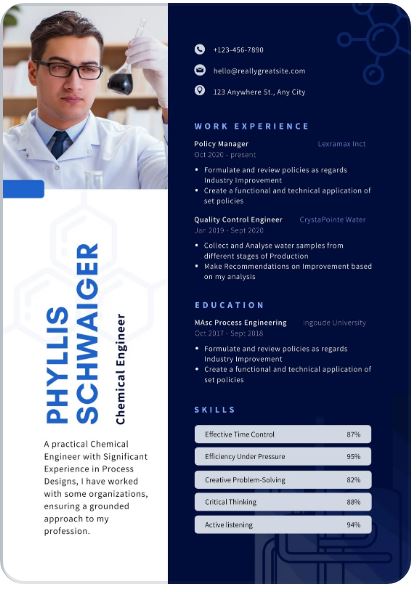 +123-456-7890
hello@reallygreatsite.com
123 Anywhere St., Any City
WORK EXPERIENCE
Policy Manager Lexramax Inct
Oct 2020 - present
• Formulate and review policies as regards
Industry Improvement
• Create a functional and technical application of
set policies
Quality Control Engineer CrystaPointe Water
Jan 2019 - Sept 2020
• Collect and Analyse water samples from
different stages of Production
• Make Recommendations on Improvement based
on my analysis
EDUCATION
MAsc Process Engineering Ingoude University
Oct 2017 - Sept 2018
• Formulate and review policies as regards
Industry Improvement
• Create a functional and technical application of
set policies
SKILLS
Effective Time Control 87%
Efficiency Under Pressure 95%
Creative Problem-Solving 82%
Critical Thinking 88%
Active listening 94%
PHYLLIS
SCHWAIGER
Chemical Engineer
A practical Chemical
Engineer with Significant
Experience in Process
Designs, I have worked
with some organizations,
ensuring a grounded
approach to my
profession.